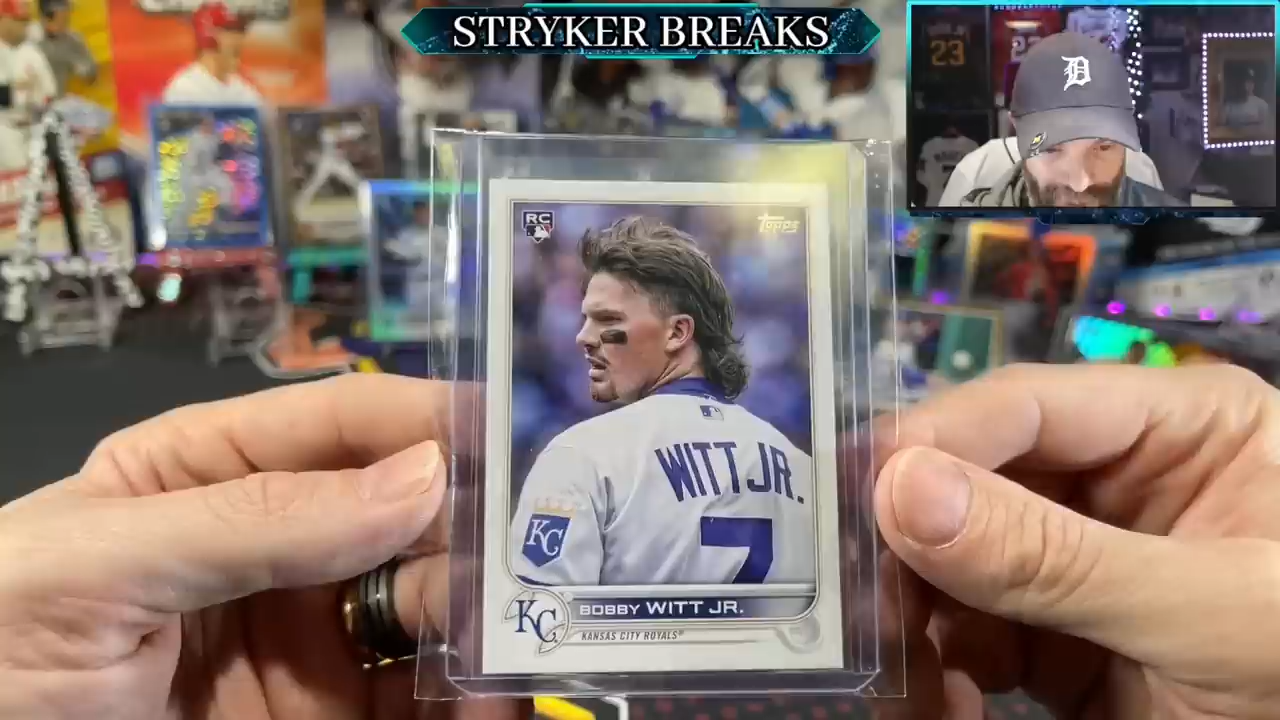 STRYKER BREAKS
23
D
RC
Topps
WITT JR.
7
KC
KC
BOBBY WITT JR.
KANSAS CITY ROYALS®